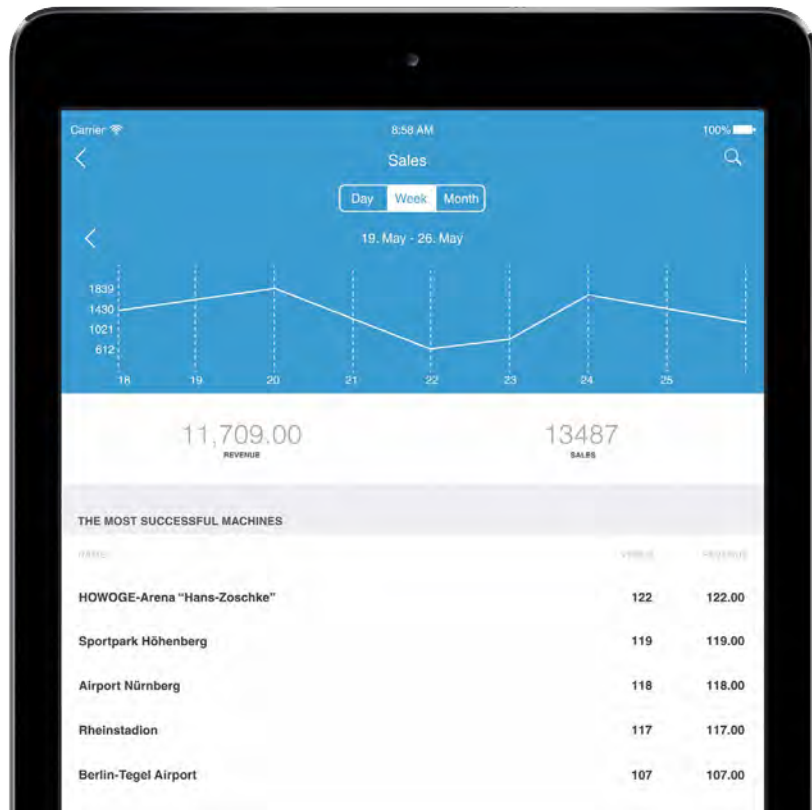 Carrier 8:58 AM 100%
Sales
Day Week Month
19. May - 26. May
1839
1430
1021
612
18 19 20 21 22 23 24 25
11,709.00 13487
REVENUE SALES
THE MOST SUCCESSFUL MACHINES
NAME REVENUE
HOWOGE-Arena “Hans-Zoschke” 122 122.00
Sportpark Höhenberg 119 119.00
Airport Nürnberg 118 118.00
Rheinstadion 117 117.00
Berlin-Tegel Airport 107 107.00